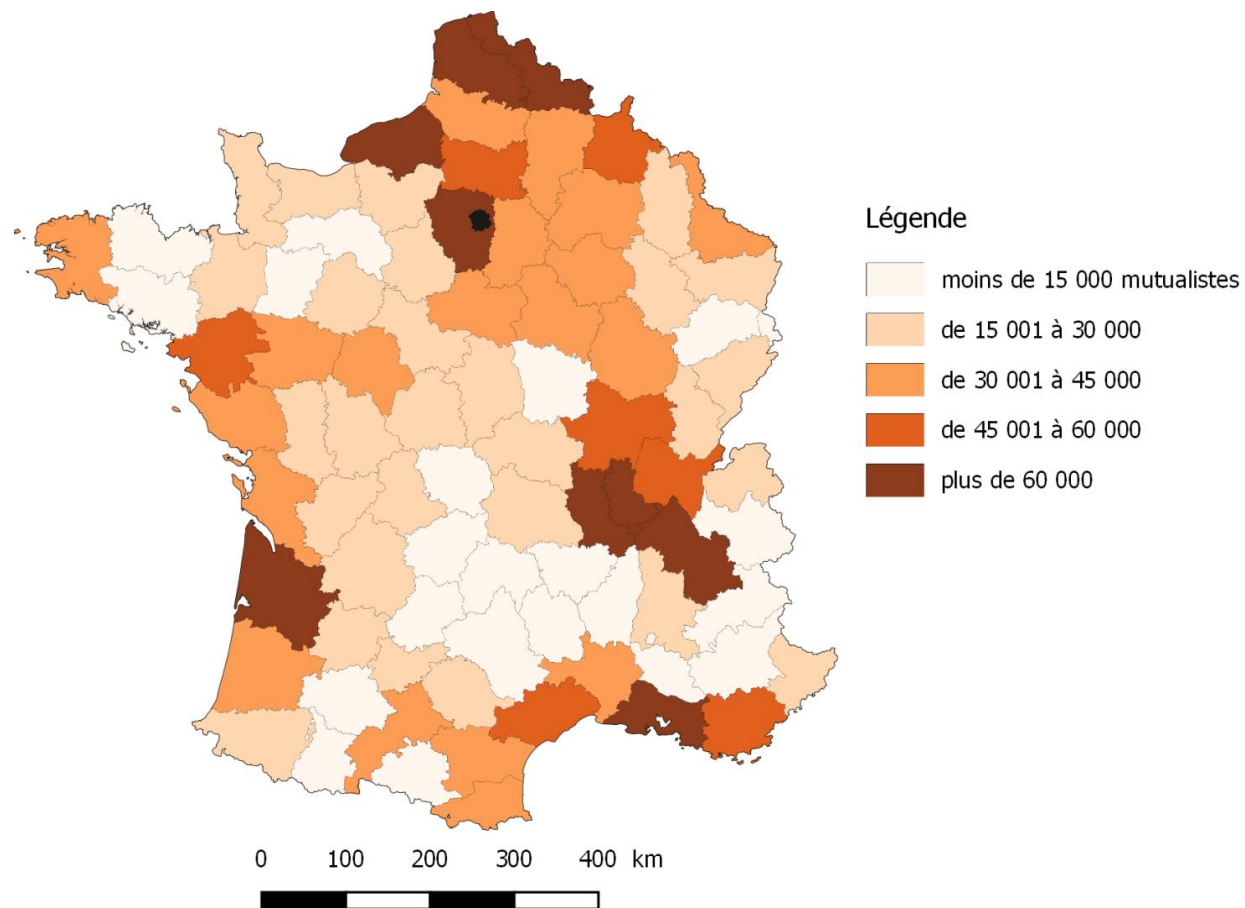 Légende
moins de 15 000 mutualistes
de 15 001 à 30 000
de 30 001 à 45 000
de 45 001 à 60 000
plus de 60 000
0 100 200 300 400 km